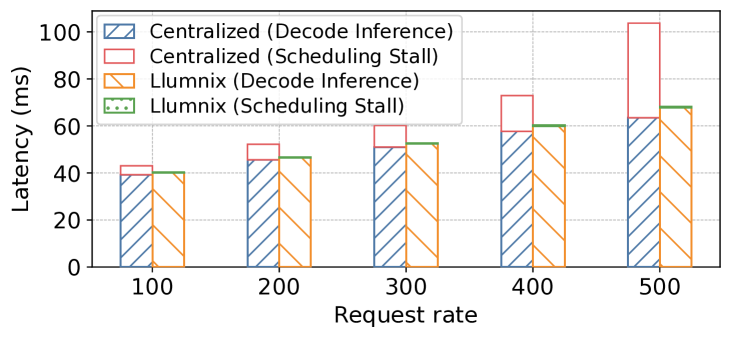 Centralized (Decode Inference)
Centralized (Scheduling Stall)
Llumnix (Decode Inference)
Llumnix (Scheduling Stall)
Latency (ms)
100
80
60
40
20
0
100 200 300 400 500
Request rate